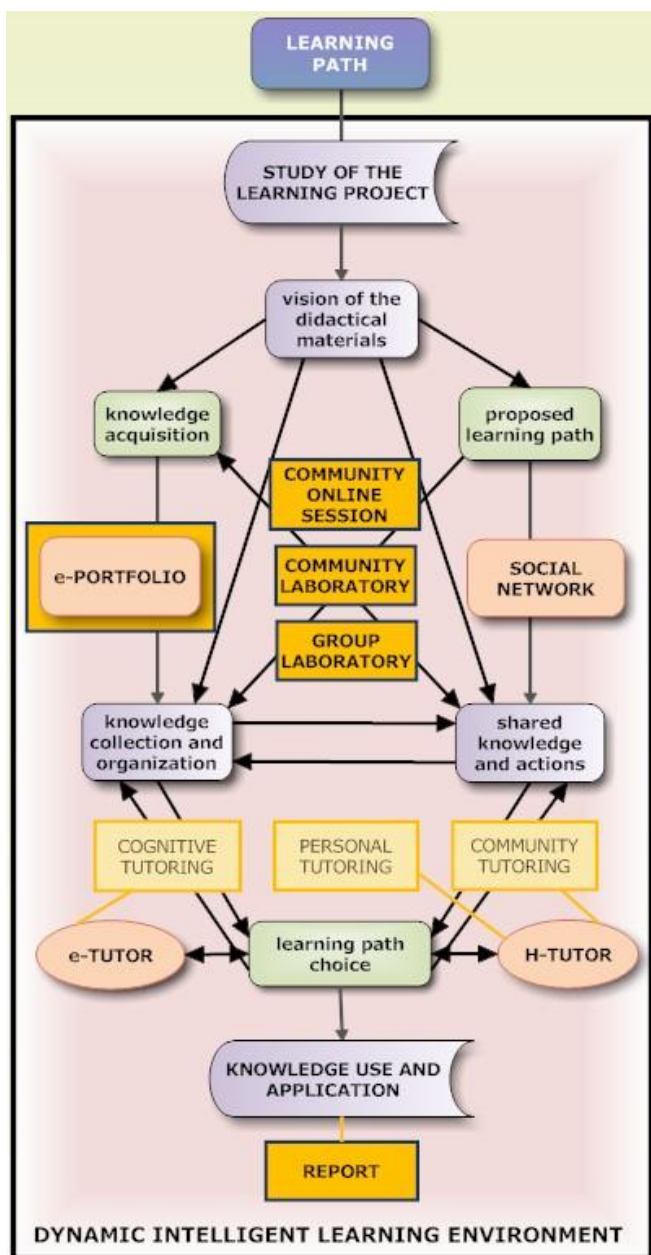 LEARNING
PATH
STUDY OF THE
LEARNING PROJECT
vision of the
didactical
materials
knowledge
acquisition
proposed
learning path
COMMUNITY
ONLINE
SESSION
e-PORTFOLIO
COMMUNITY
LABORATORY
SOCIAL
NETWORK
GROUP
LABORATORY
knowledge
collection and
organization
shared
knowledge
and actions
COGNITIVE
TUTORING
PERSONAL
TUTORING
COMMUNITY
TUTORING
e-TUTOR
learning path
choice
H-TUTOR
KNOWLEDGE USE AND
APPLICATION
REPORT
DYNAMIC INTELLIGENT LEARNING ENVIRONMENT